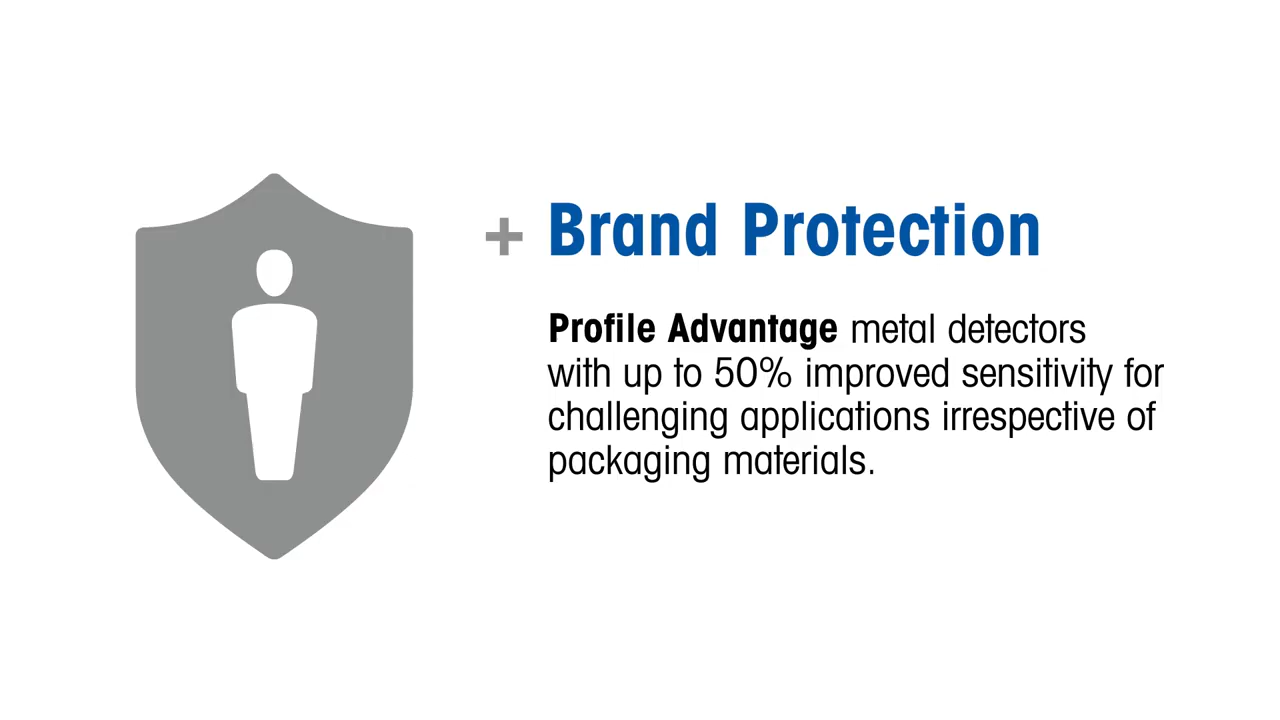 + Brand Protection
Profile Advantage metal detectors
with up to 50% improved sensitivity for
challenging applications irrespective of
packaging materials.